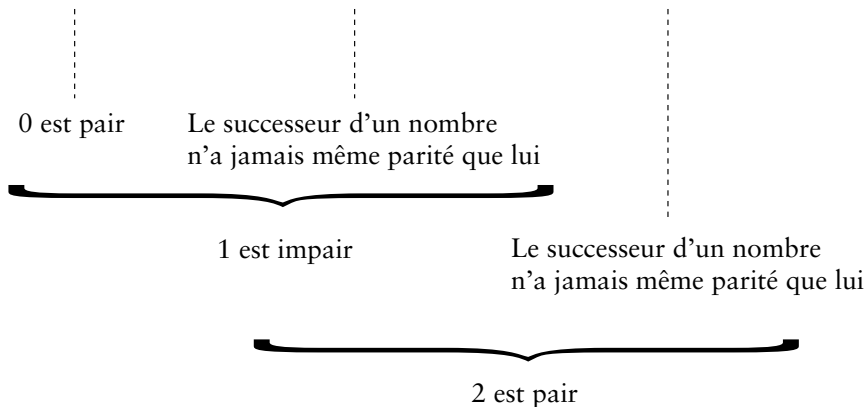 0 est pair
Le successeur d’un nombre
n’a jamais même parité que lui
1 est impair
Le successeur d’un nombre
n’a jamais même parité que lui
2 est pair